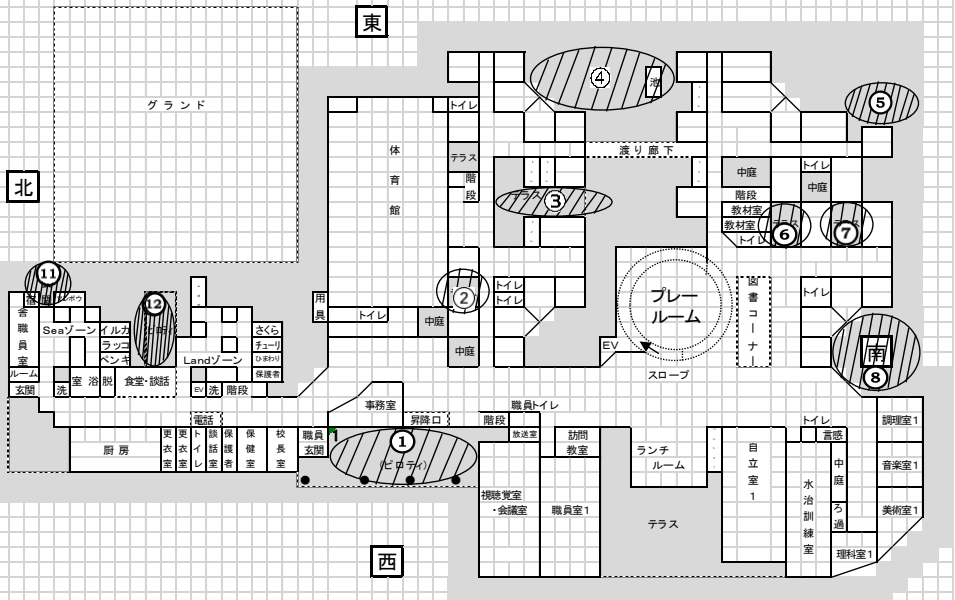 東
グランド
④
池
⑤
トイレ
渡り廊下
体育館
テラス
階段
中庭
トイレ
中庭
北
テラス
③
階段
教材室
教材室
トイレ
⑥
⑦
⑪
②
トイレ
トイレ
プレー
ルーム
図書コーナー
トイレ
⑫
用具
トイレ
中庭
中庭
EV
スロープ
南
⑧
舎職員室
Seaゾーン
イルカ
ラッコ
ペンギ
Landゾーン
さくら
チューリ
ひまわり
保護者
ルーム
玄関
洗
室
浴
脱
食堂・談話
EV
洗
階段
事務室
職員トイレ
電話
昇降口
階段
放送室
訪問
教室
トイレ
言感
調理室1
厨房
更衣室
更衣室
トイレ
談話室
保護者
保健室
校長室
職員
玄関
1
①
(ピロティ)
ランチ
ルーム
自立室1
中庭
音楽室1
視聴覚室
・会議室
職員室1
テラス
水治訓練室
ろ過
美術室1
理科室1
西